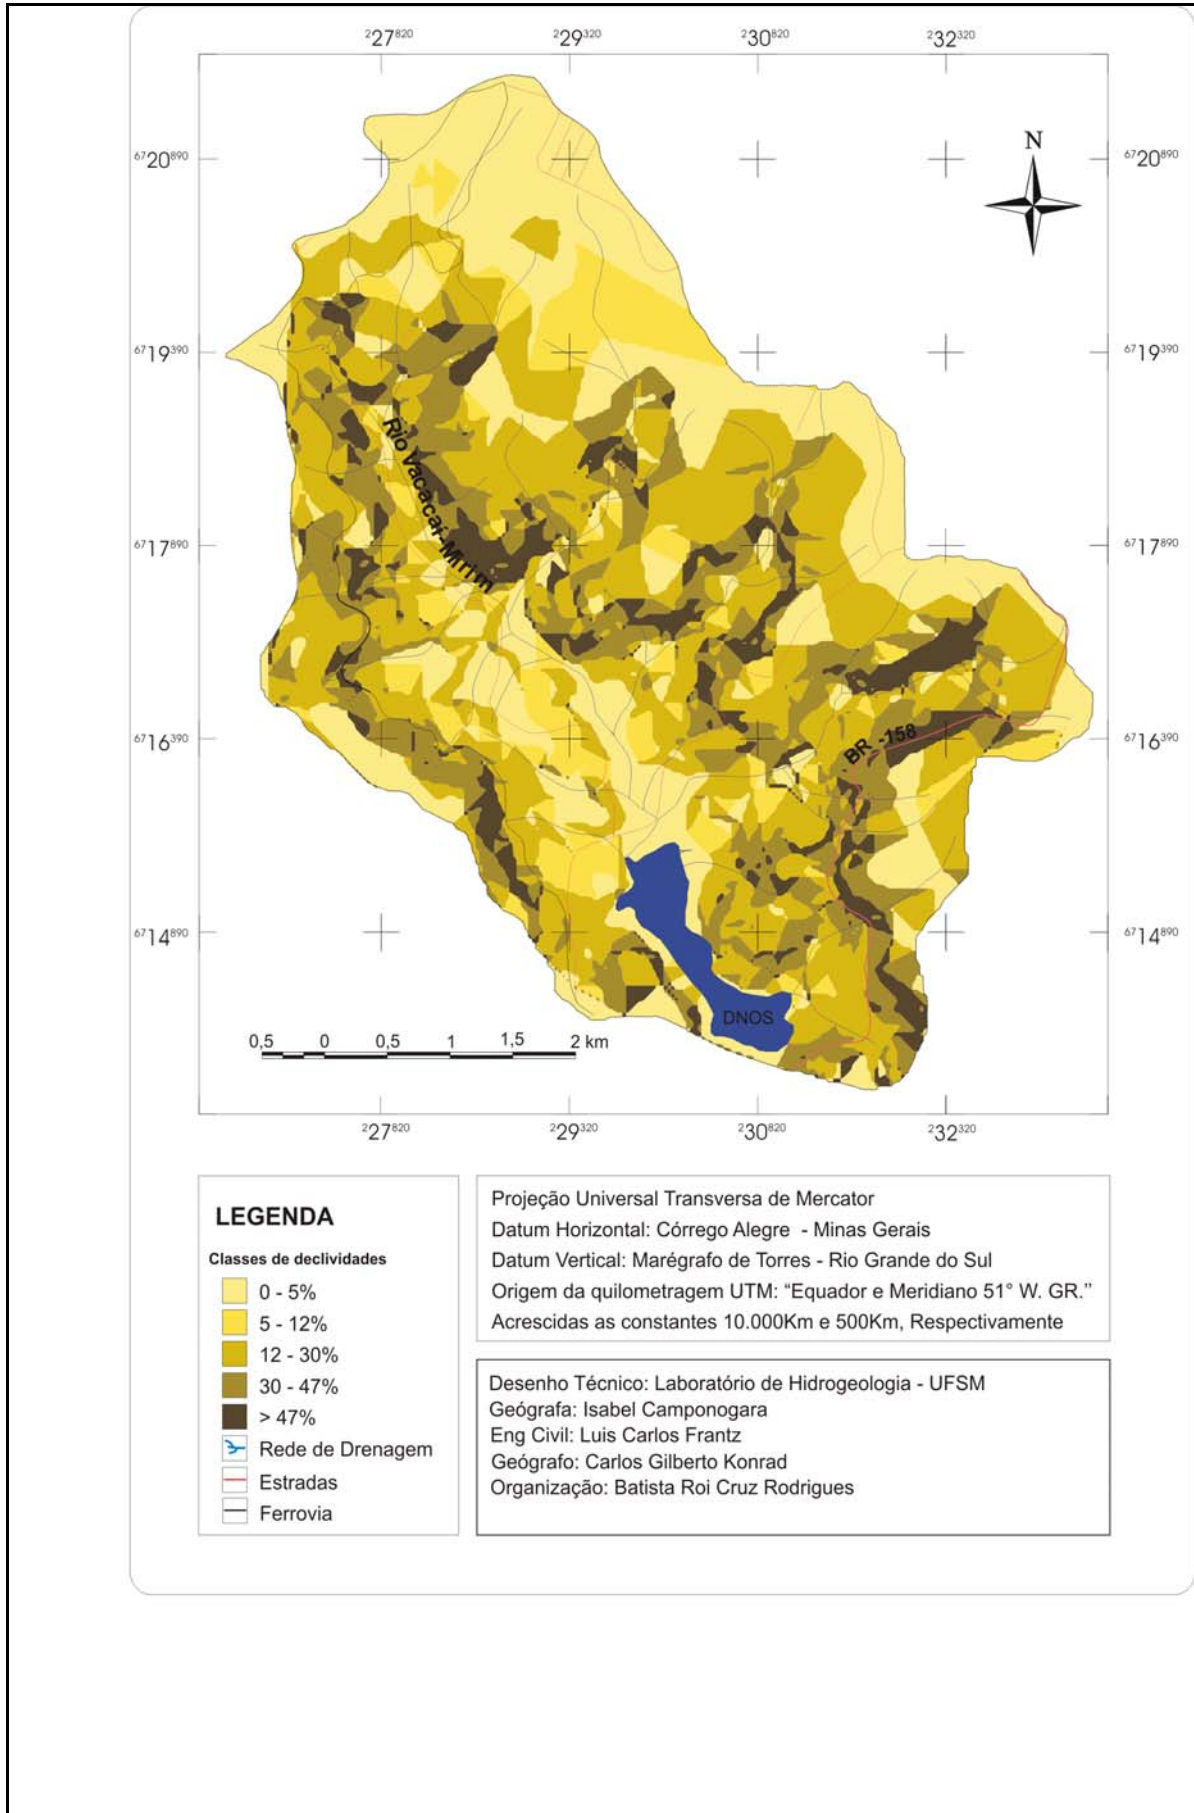 227820 229320 230820 232320
N
6720890 6720890
6719390 6719390
Rio Vacacaí-Mirim
6717890 6717890
6716390 6716390
BR -158
6714890 6714890
DNOS
0,5 0 0,5 1 1,5 2 km
227820 229320 230820 232320
LEGENDA
Classes de declividades
0 - 5%
5 - 12%
12 - 30%
30 - 47%
> 47%
Rede de Drenagem
Estradas
Ferrovia
Projeção Universal Transversa de Mercator
Datum Horizontal: Córrego Alegre - Minas Gerais
Datum Vertical: Marégrafo de Torres - Rio Grande do Sul
Origem da quilometragem UTM: “Equador e Meridiano 51° W. GR.”
Acrescidas as constantes 10.000Km e 500Km, Respectivamente
Desenho Técnico: Laboratório de Hidrogeologia - UFSM
Geógrafa: Isabel Camponogara
Eng Civil: Luis Carlos Frantz
Geógrafo: Carlos Gilberto Konrad
Organização: Batista Roi Cruz Rodrigues